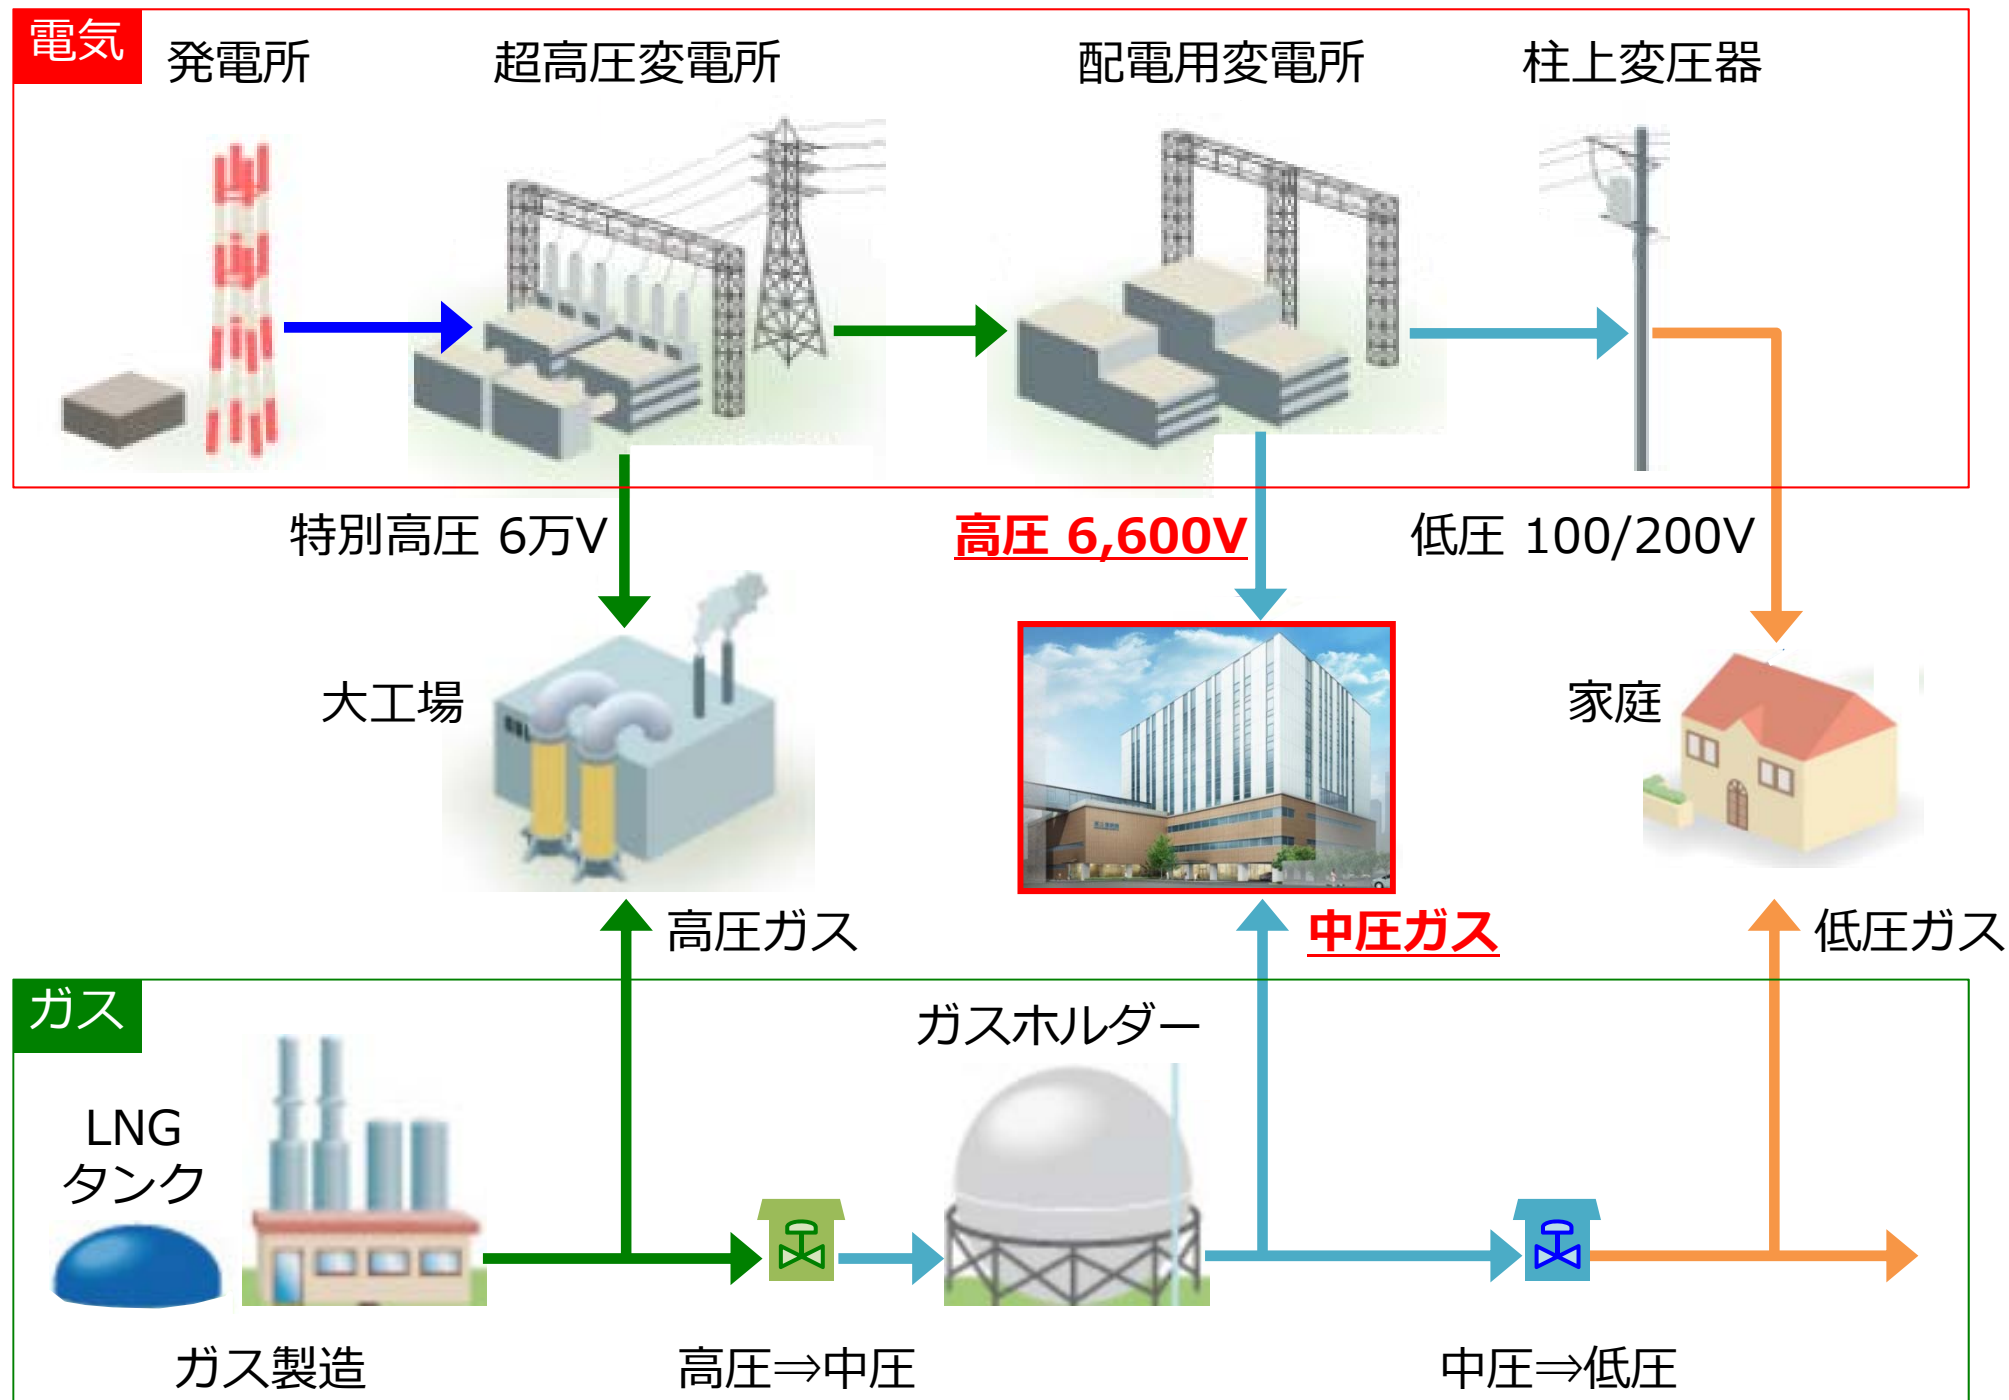 電気
発電所
超高圧変電所
配電用変電所
柱上変圧器
特別高圧 6万V
高圧 6,600V
低圧 100/200V
大工場
家庭
高圧ガス
中圧ガス
低圧ガス
ガス
ガスホルダー
LNG
タンク
ガス製造
高圧⇒中圧
中圧⇒低圧